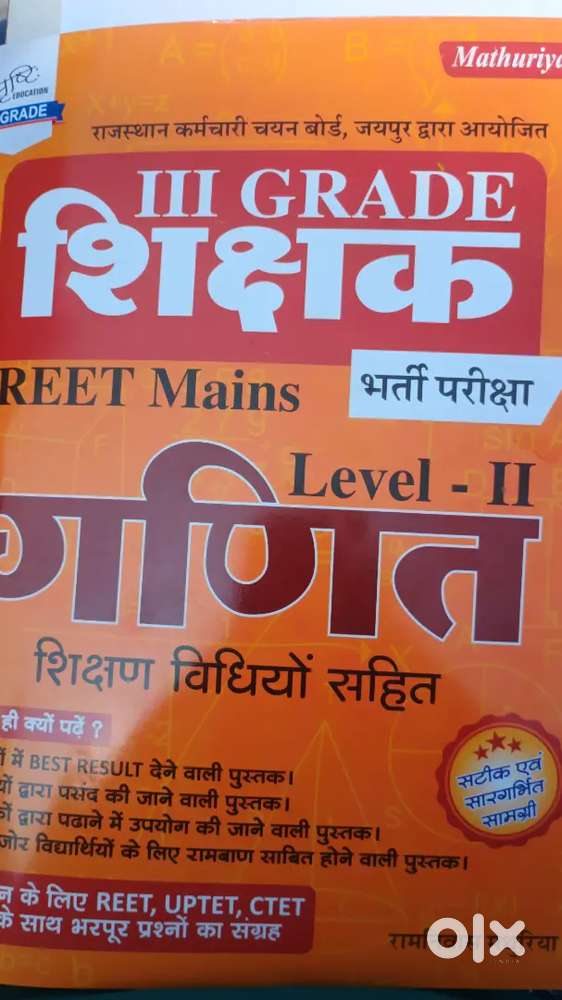 Mathuriya
EDUCATION
GRADE
राजस्थान कर्मचारी चयन बोर्ड, जयपुर द्वारा आयोजित
III GRADE
शिक्षक
REET Mains
भर्ती परीक्षा
Level - II
गणित
शिक्षण विधियों सहित
ही क्यों पढ़ें ?
में BEST RESULT देने वाली पुस्तक।
द्वारा पसंद की जाने वाली पुस्तक।
द्वारा पढाने में उपयोग की जाने वाली पुस्तक।
विद्यार्थियों के लिए रामबाण साबित होने वाली पुस्तक।
सटीक एवं
सारगर्भित
सामग्री
के लिए REET, UPTET, CTET
के साथ भरपूर प्रश्नों का संग्रह
olx
INDIA